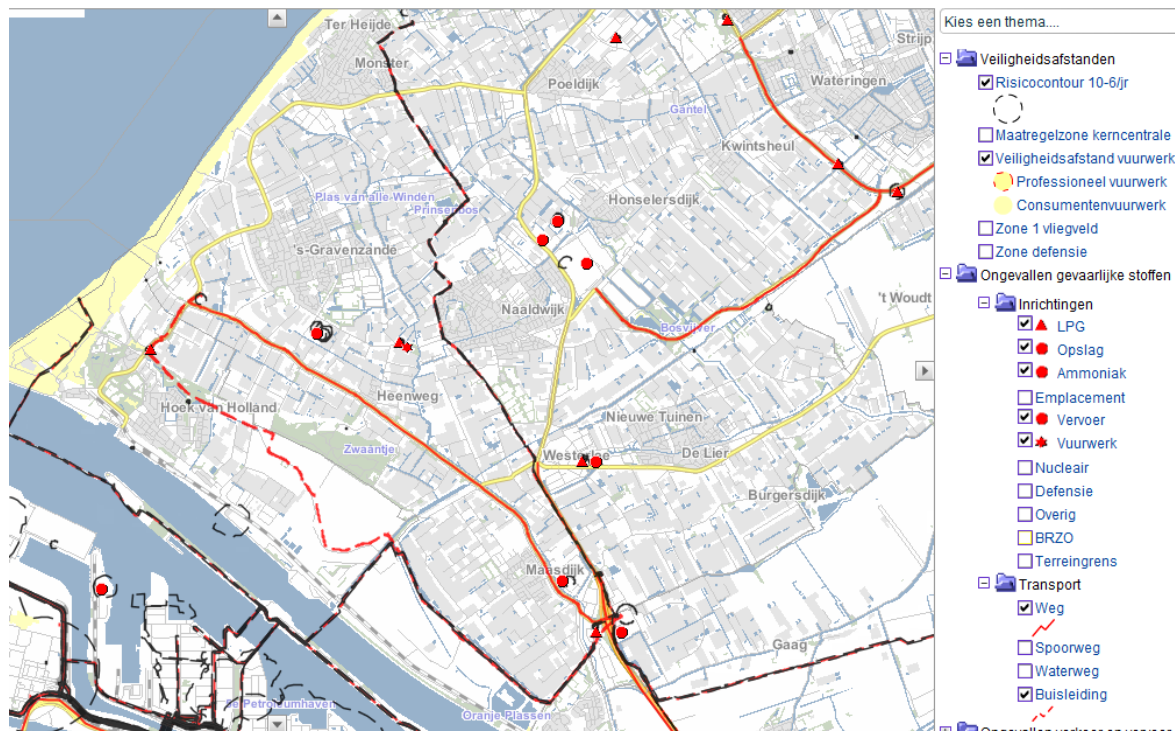 Ter Heijde
Monster
Poeldijk
Strijp
Wateringen
Gantel
Kwintsheul
Plas van alle Winden
Prinsenbos
Honselersdijk
's-Gravenzande
Naaldwijk
't Woudt
Bosvijver
Heenweg
Hoek van Holland
Nieuwe Tuinen
Zwaantje
Westerlee
De Lier
Burgersdijk
Maasdijk
Gaag
Oranje Plassen
Kies een thema....
Veiligheidsafstanden
Risicocontour 10-6/jr
Maatregelzone kerncentrale
Veiligheidsafstand vuurwerk
Professioneel vuurwerk
Consumentenvuurwerk
Zone 1 vliegveld
Zone defensie
Ongevallen gevaarlijke stoffen
Inrichtingen
LPG
Opslag
Ammoniak
Emplacement
Vervoer
Vuurwerk
Nucleair
Defensie
Overig
BRZO
Terreingrens
Transport
Weg
Spoorweg
Waterweg
Buisleiding